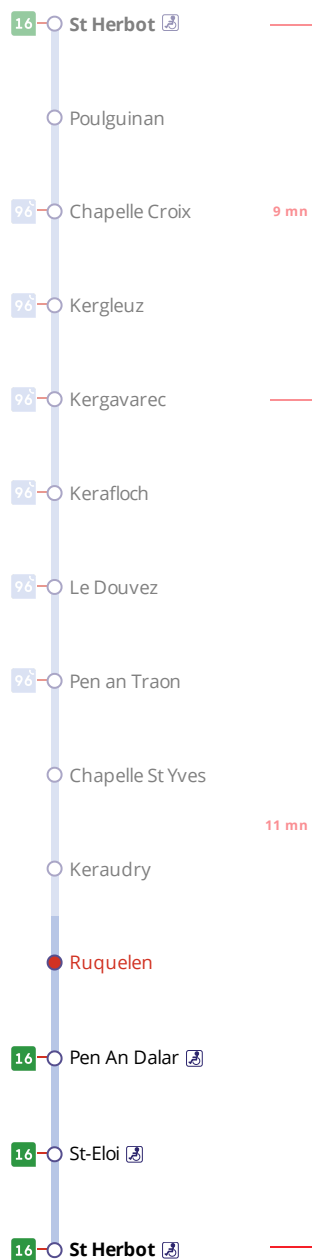 16 St Herbot
Poulguinan
96 Chapelle Croix 9 mn
96 Kergleuz
96 Kergavarec
96 Kerafloch
96 Le Douvez
96 Pen an Traon
Chapelle St Yves
11 mn
Keraudry
Ruquelen
16 Pen An Dalar
16 St-Eloi
16 St Herbot